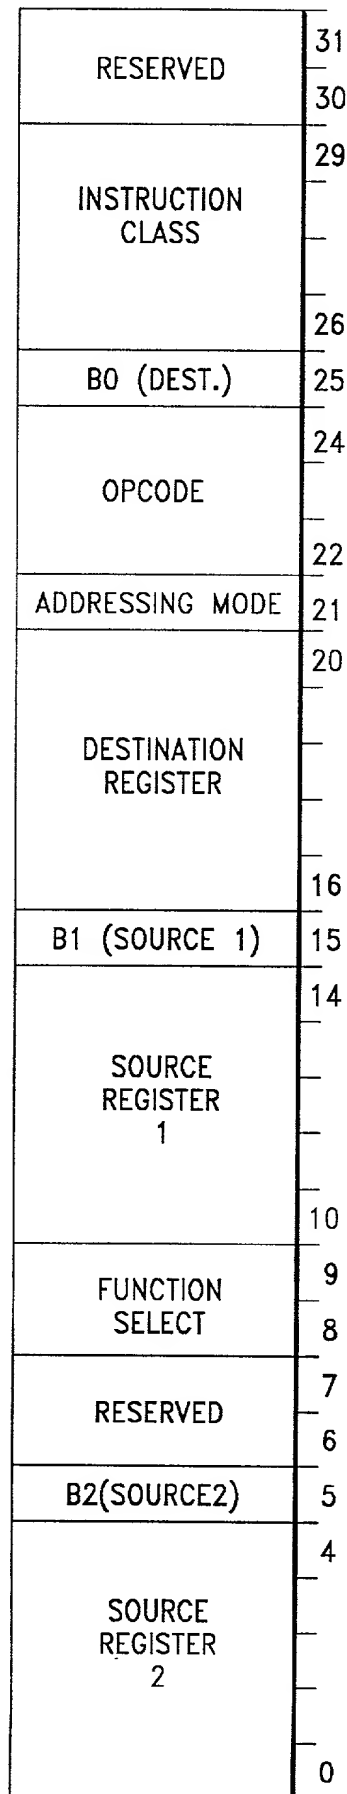 RESERVED
31
30
INSTRUCTION
CLASS
29
26
B0 (DEST.)
25
OPCODE
24
22
ADDRESSING MODE
21
DESTINATION
REGISTER
20
16
B1 (SOURCE 1)
15
SOURCE
REGISTER
1
14
10
FUNCTION
SELECT
9
8
RESERVED
7
6
B2(SOURCE2)
5
SOURCE
REGISTER
2
4
0